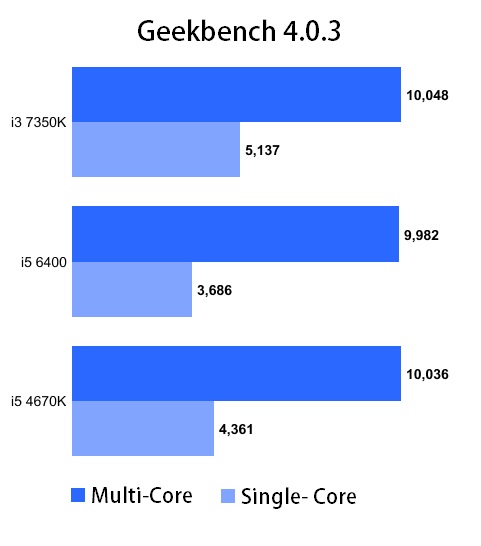 Geekbench 4.0.3
10,048
i3 7350K
5,137
9,982
i5 6400
3,686
10,036
i5 4670K
4,361
Multi-Core Single- Core